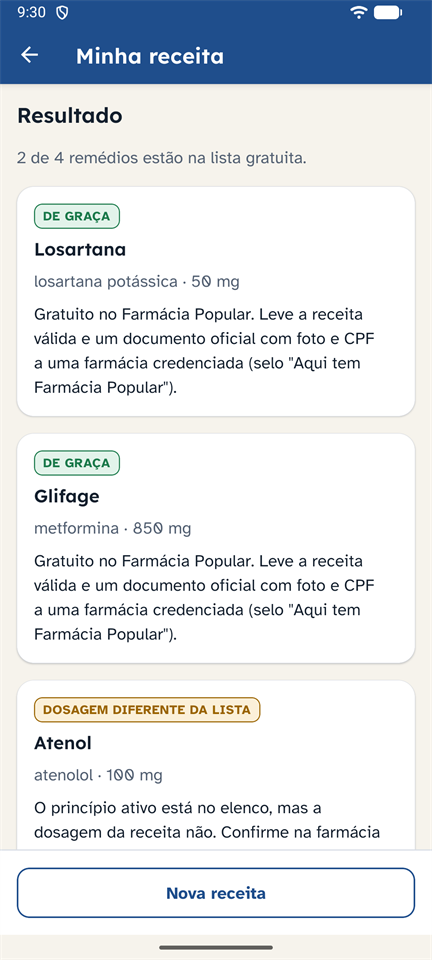 9:30
Minha receita
Resultado
2 de 4 remédios estão na lista gratuita.
DE GRAÇA
Losartana
losartana potássica · 50 mg
Gratuito no Farmácia Popular. Leve a receita
válida e um documento oficial com foto e CPF
a uma farmácia credenciada (selo "Aqui tem
Farmácia Popular").
DE GRAÇA
Glifage
metformina · 850 mg
Gratuito no Farmácia Popular. Leve a receita
válida e um documento oficial com foto e CPF
a uma farmácia credenciada (selo "Aqui tem
Farmácia Popular").
DOSAGEM DIFERENTE DA LISTA
Atenol
atenolol · 100 mg
O princípio ativo está no elenco, mas a
dosagem da receita não. Confirme na farmácia
Nova receita